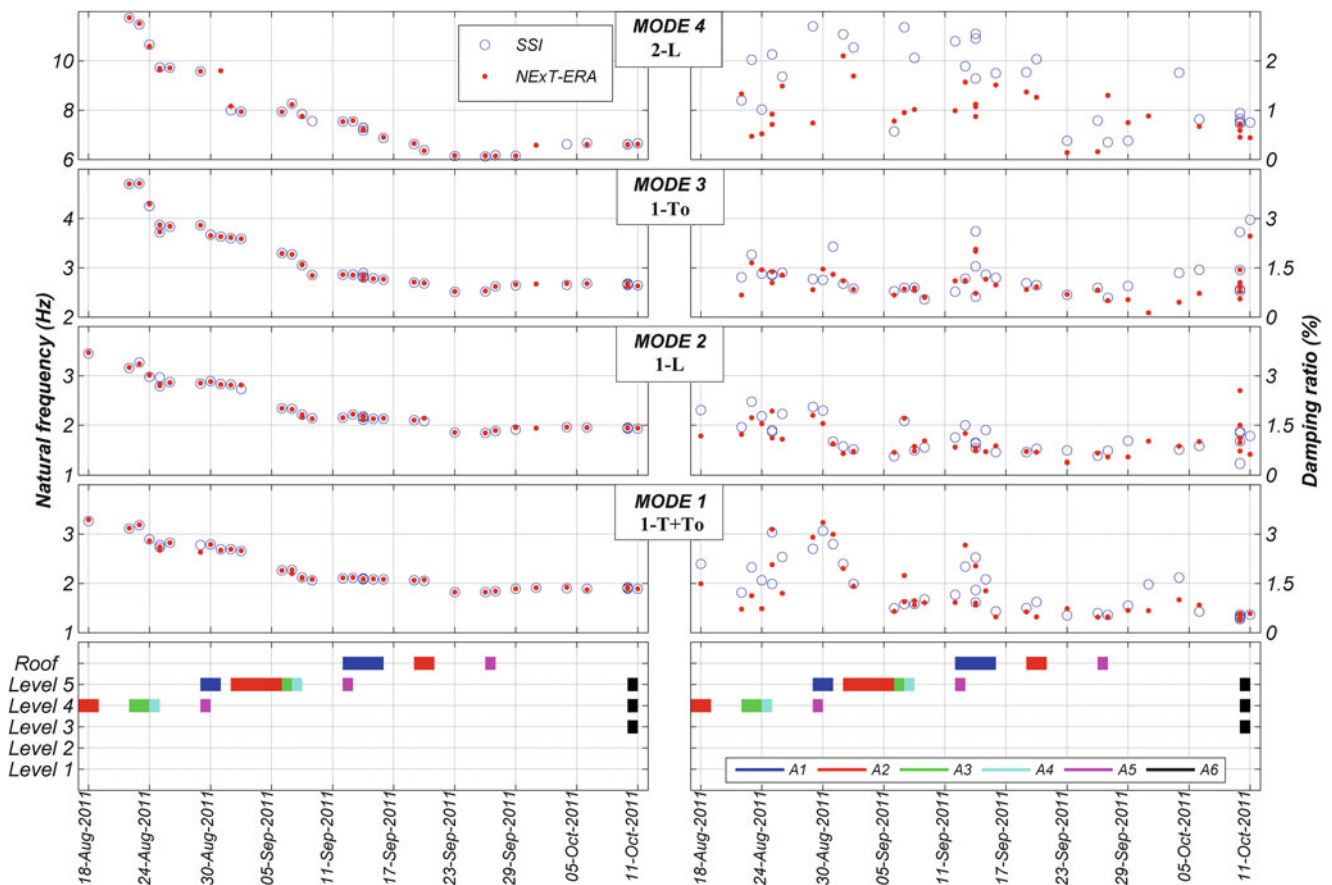 MODE 4
2-L
SSI
NExT-ERA
10
8
6
2
1
0
MODE 3
1-To
4
3
2
3
1.5
0
MODE 2
1-L
3
2
1
3
1.5
0
MODE 1
1-T+To
3
2
1
3
1.5
0
Natural frequency (Hz)
Damping ratio (%)
Roof
Level 5
Level 4
Level 3
Level 2
Level 1
A1 A2 A3 A4 A5 A6
18-Aug-2011
24-Aug-2011
30-Aug-2011
05-Sep-2011
11-Sep-2011
17-Sep-2011
23-Sep-2011
29-Sep-2011
05-Oct-2011
11-Oct-2011
18-Aug-2011
24-Aug-2011
30-Aug-2011
05-Sep-2011
11-Sep-2011
17-Sep-2011
23-Sep-2011
29-Sep-2011
05-Oct-2011
11-Oct-2011